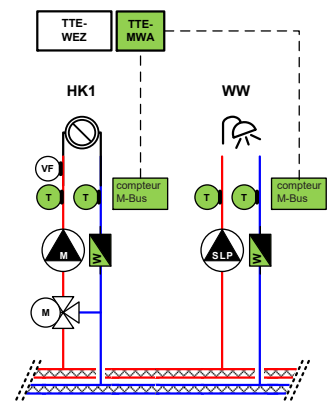 TTE-
WEZ
TTE-
MWA
HK1
WW
VF
T
T
compteur
M-Bus
T
T
compteur
M-Bus
M
W
SLP
W
M